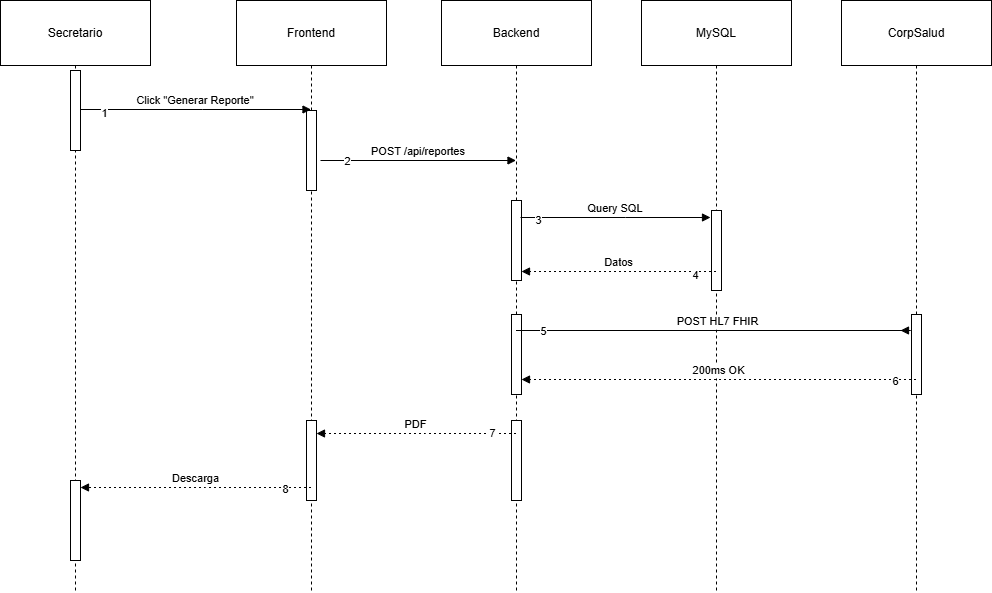 Secretario
Frontend
Backend
MySQL
CorpSalud
Click "Generar Reporte"
1
POST /api/reportes
2
Query SQL
3
Datos
4
POST HL7 FHIR
5
200ms OK
6
PDF
7
Descarga
8